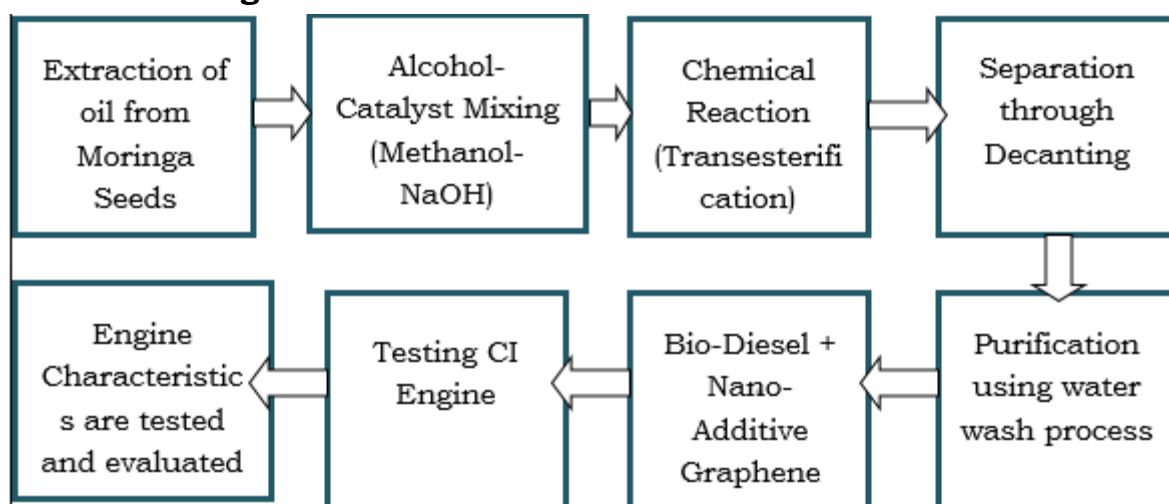 Extraction of
oil from
Moringa
Seeds
Alcohol-
Catalyst Mixing
(Methanol-
NaOH)
Chemical
Reaction
(Transesterifi
cation)
Separation
through
Decanting
Purification
using water
wash process
Bio-Diesel +
Nano-
Additive
Graphene
Testing CI
Engine
Engine
Characteristic
s are tested
and evaluated